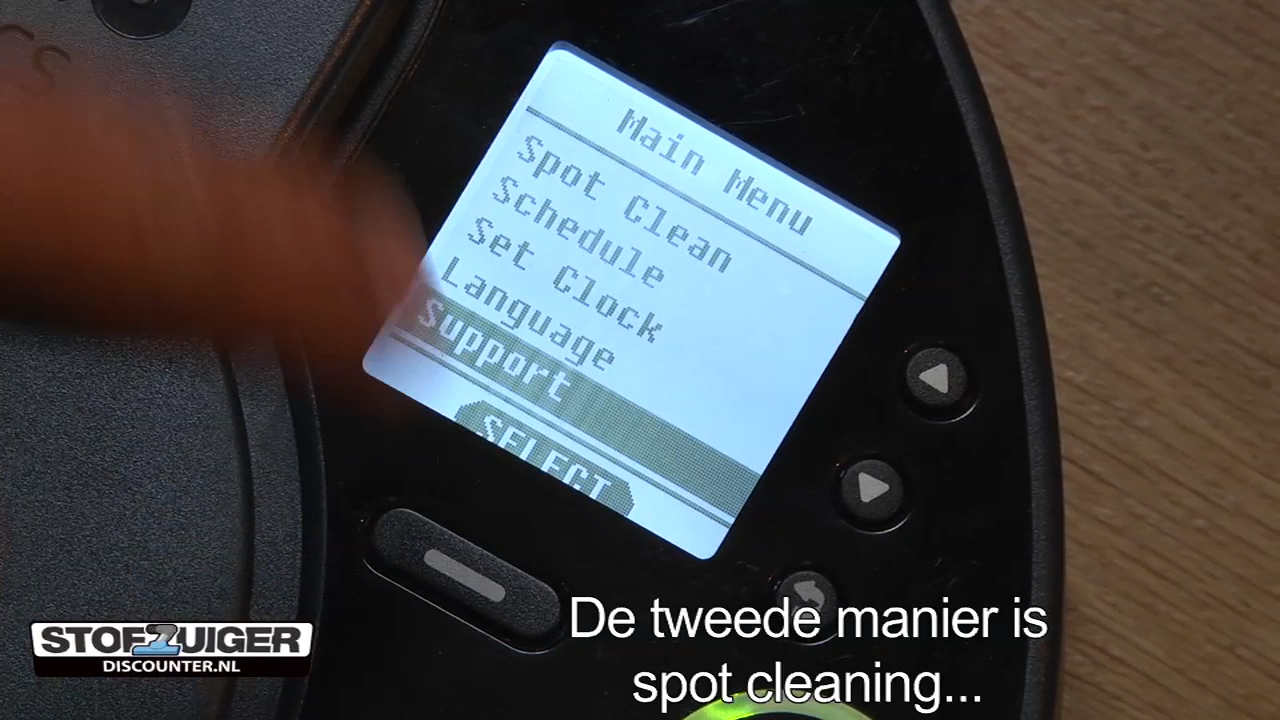 CS
Main Menu
Spot Clean
Schedule
Set Clock
Language
Support
SELECT
De tweede manier is
spot cleaning...
STOFZUIGER
DISCOUNTER.NL